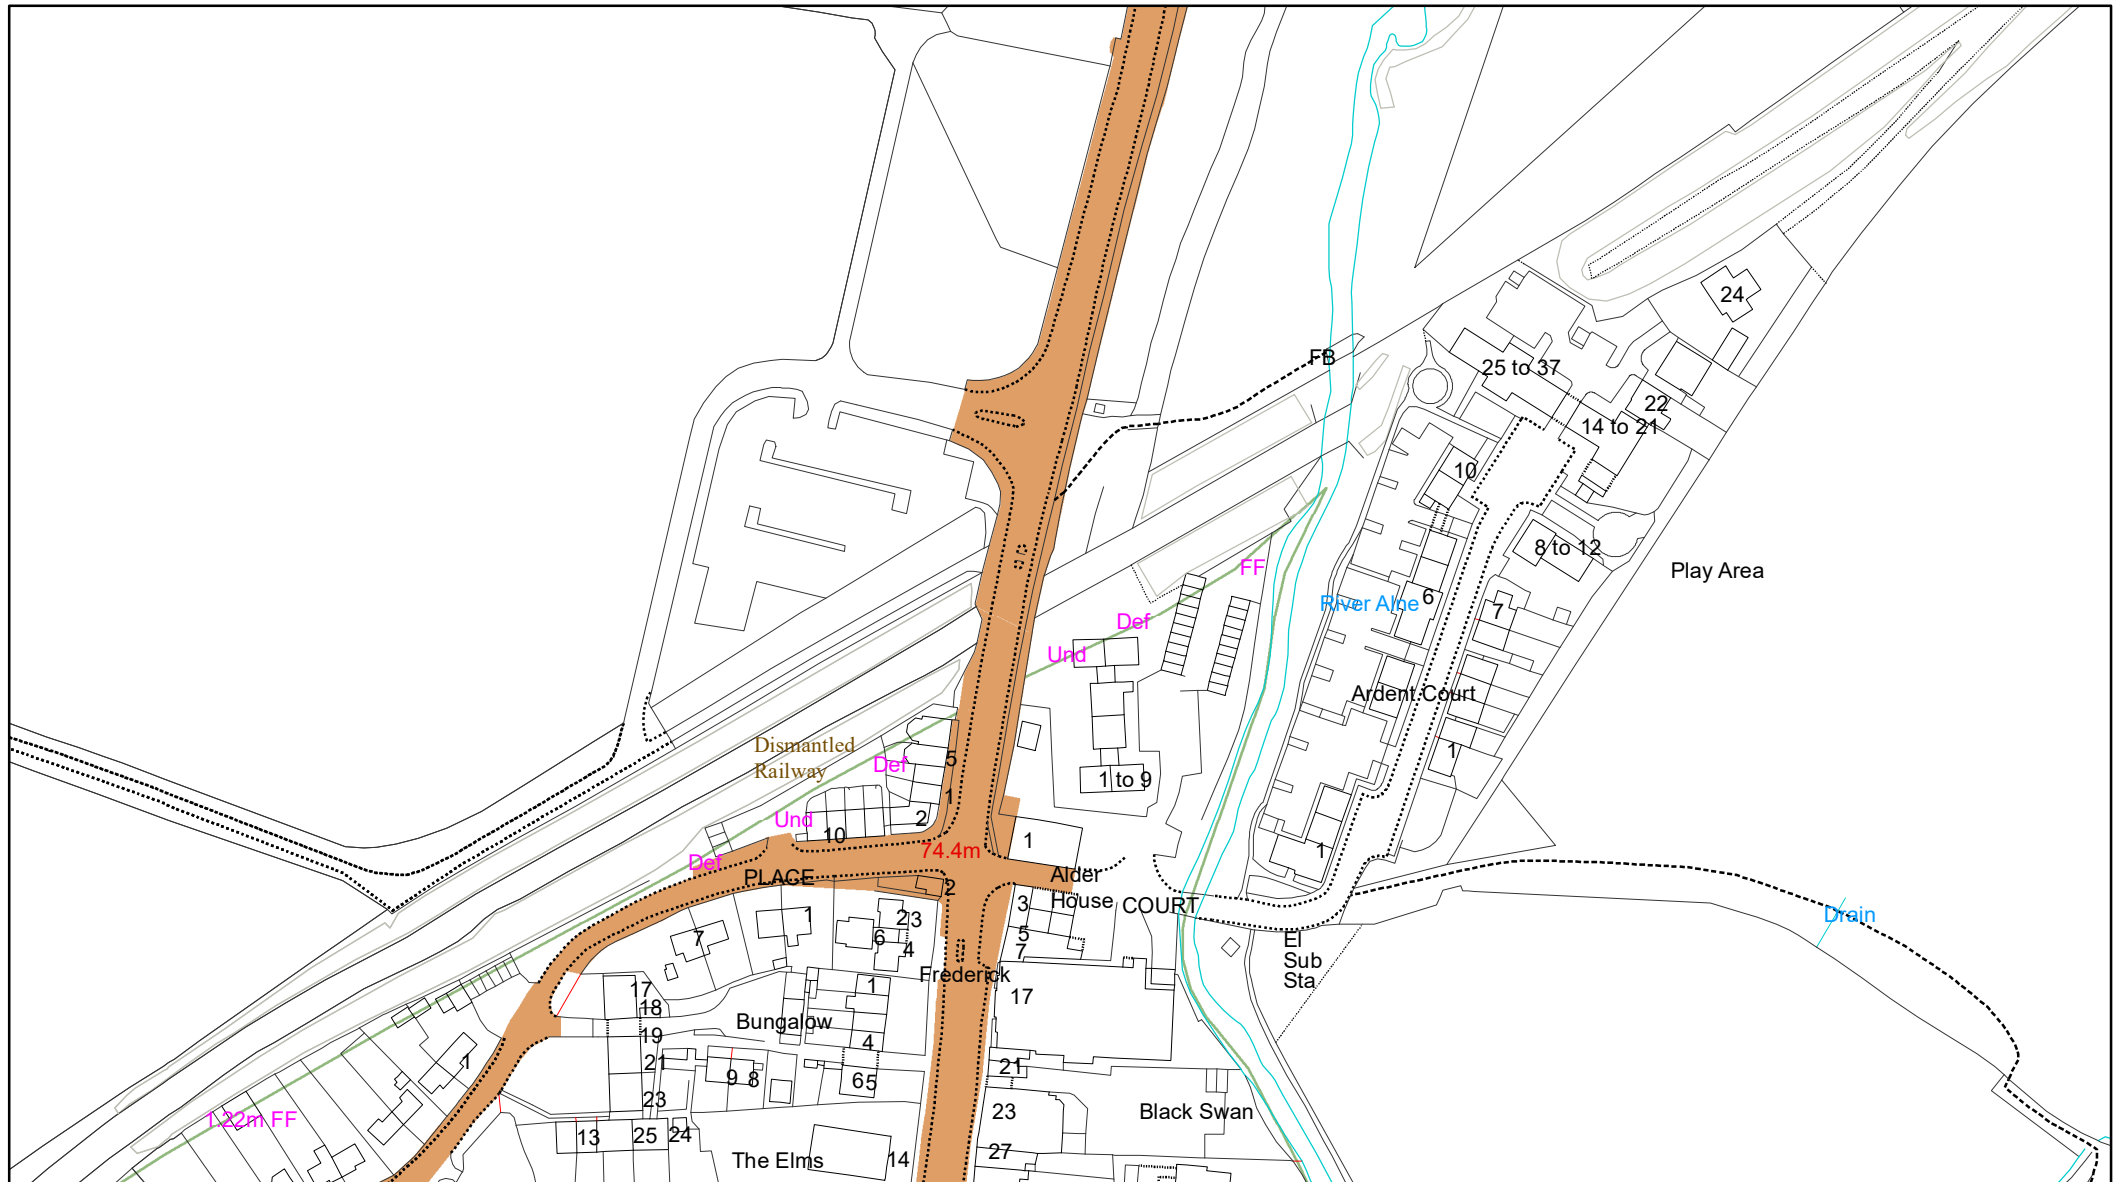 24
FB
25 to 37
22
14 to 21
10
8 to 12
FF
Play Area
River Alne
6
7
Def
Und
Ardent Court
Dismantled
Railway
5
1
Def
1 to 9
1
2
Und
10
1
74.4m
1
Def
PLACE
2
Alder
House
COURT
3
1
2
3
Drain
7
6
4
5
7
El
Sub
Sta
Frederick
1
17
17
18
Bungalow
19
4
1
21
21
9
8
6
5
23
23
Black Swan
1.22m FF
13
25
24
27
The Elms
14